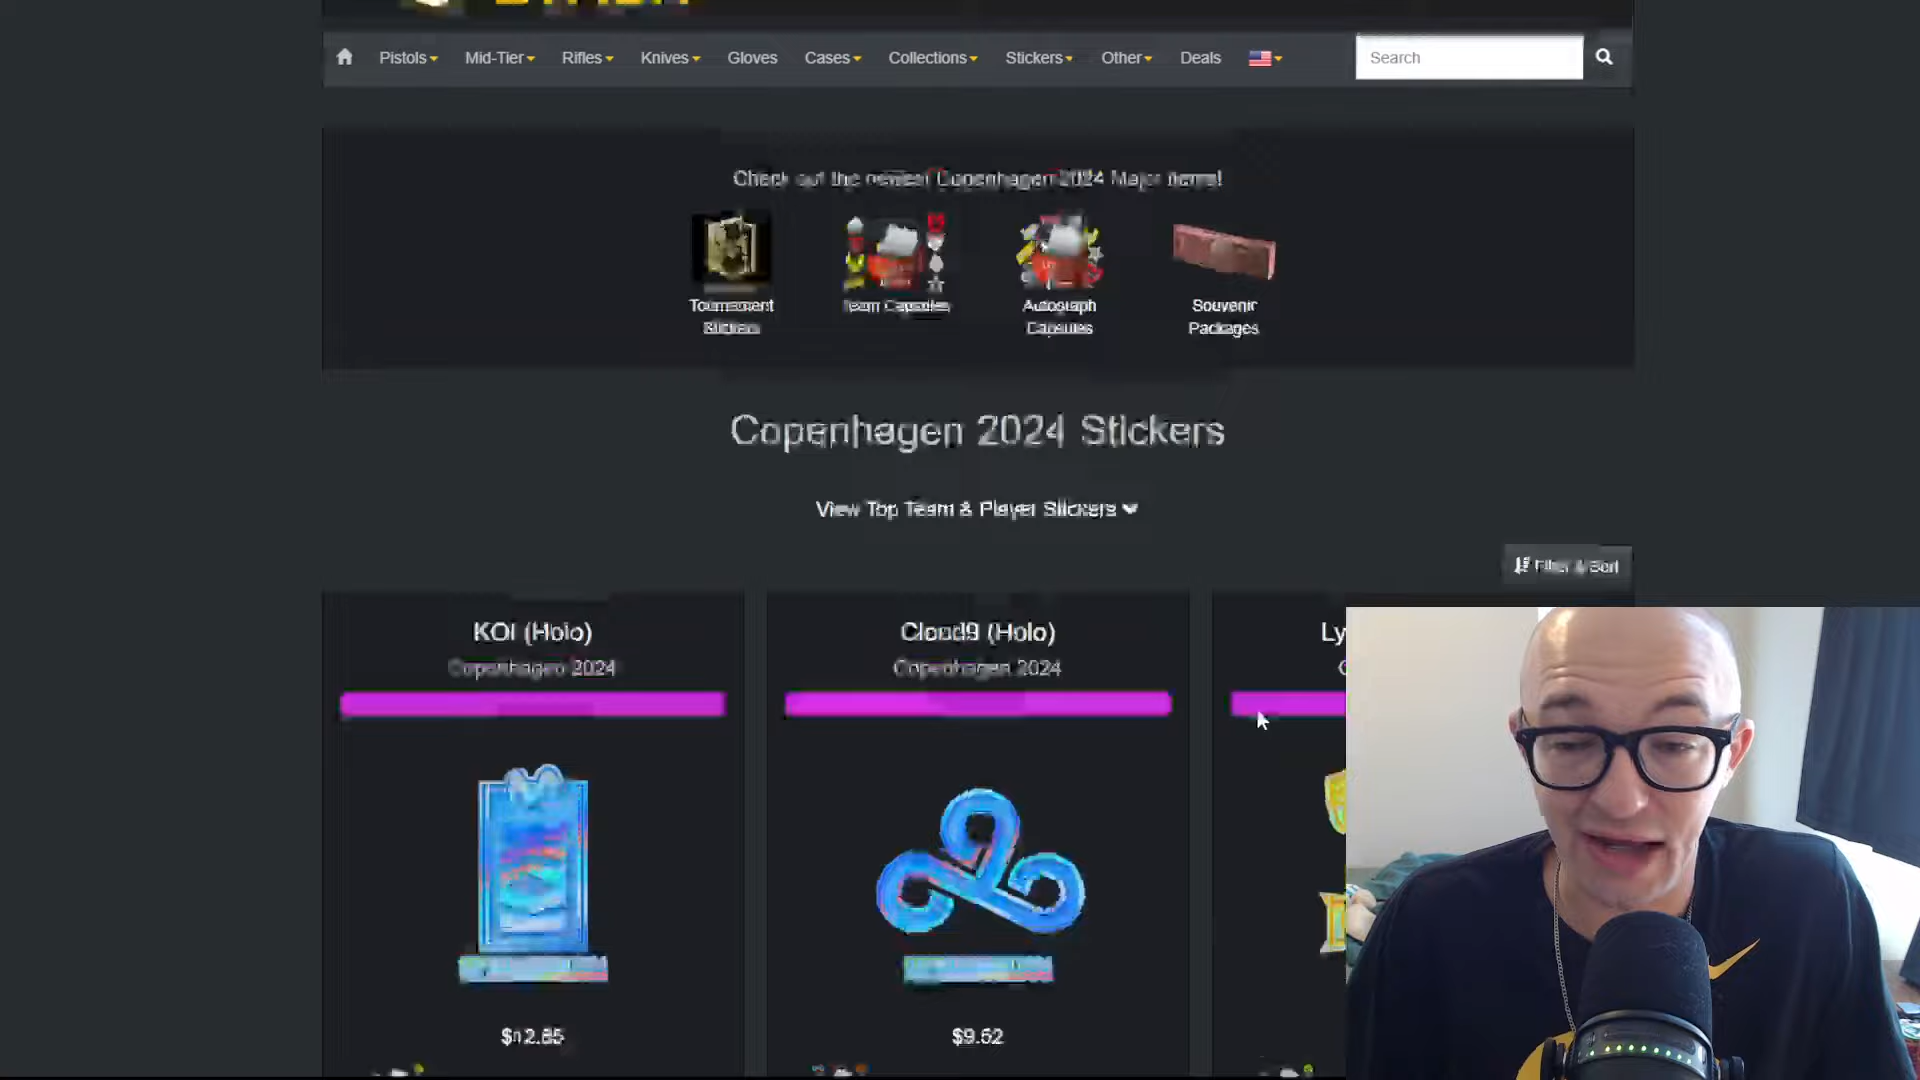 Pistols Mid-Tier Rifles Knives Gloves Cases Collections Stickers Other Deals Search
Check out the newest Copenhagen 2024 Major items!
Tournament Stickers
Team Capsules
Autograph Capsules
Souvenir Packages
Copenhagen 2024 Stickers
View Top Team & Player Stickers
Filter & Sort
KOI (Holo)
Copenhagen 2024
$12.85
Cloud9 (Holo)
Copenhagen 2024
$9.62
Ly
C